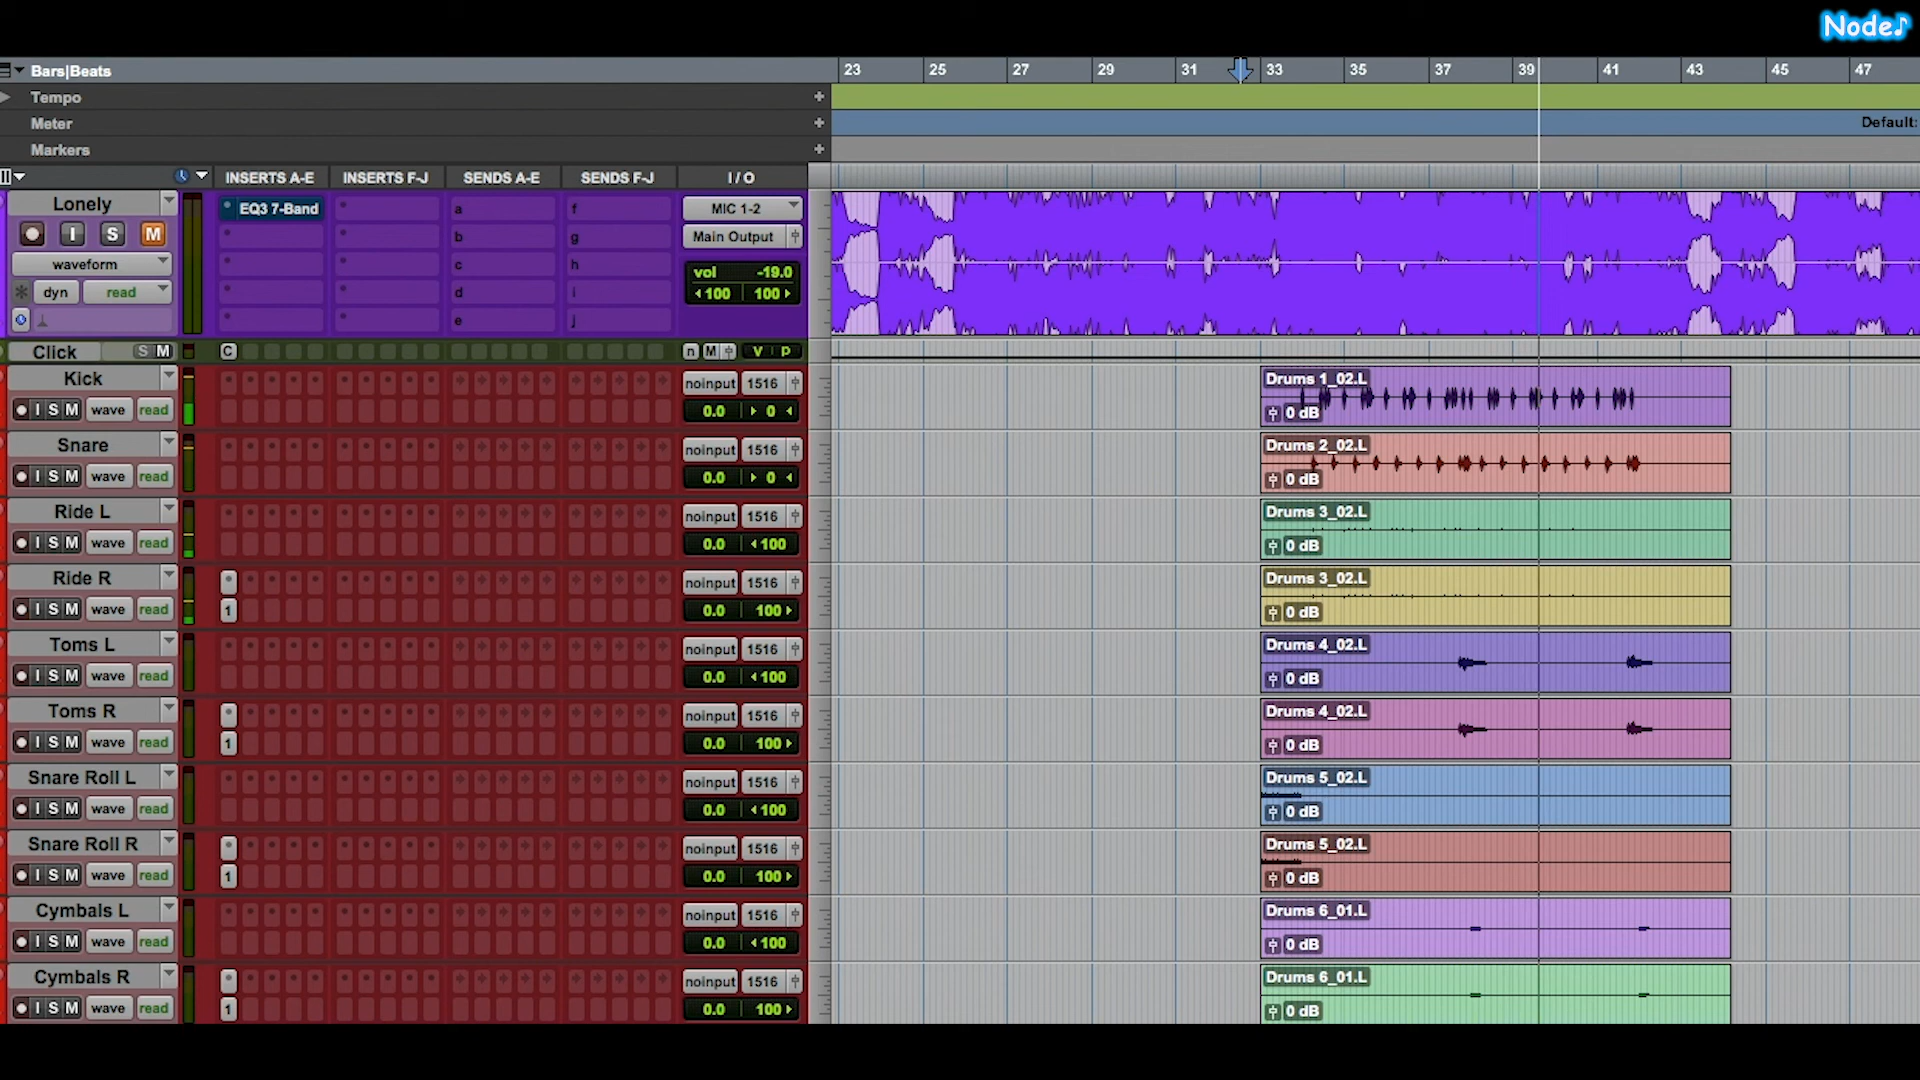 Node♪
Bars|Beats
23 25 27 29 31 33 35 37 39 41 43 45 47
Tempo +
Meter + Default:
Markers +
INSERTS A-E INSERTS F-J SENDS A-E SENDS F-J I / O
Lonely EQ3 7-Band a f MIC 1-2
I S M b g Main Output
waveform c h vol -19.0
dyn read d i 100 100
e j
Click S M C n M V P
Kick noinput 1516 Drums 1_02.L
I S M wave read 0.0 0 0 dB
Snare noinput 1516 Drums 2_02.L
I S M wave read 0.0 0 0 dB
Ride L noinput 1516 Drums 3_02.L
I S M wave read 0.0 100 0 dB
Ride R noinput 1516 Drums 3_02.L
I S M wave read 1 0.0 100 0 dB
Toms L noinput 1516 Drums 4_02.L
I S M wave read 0.0 100 0 dB
Toms R noinput 1516 Drums 4_02.L
I S M wave read 1 0.0 100 0 dB
Snare Roll L noinput 1516 Drums 5_02.L
I S M wave read 0.0 100 0 dB
Snare Roll R noinput 1516 Drums 5_02.L
I S M wave read 1 0.0 100 0 dB
Cymbals L noinput 1516 Drums 6_01.L
I S M wave read 0.0 100 0 dB
Cymbals R noinput 1516 Drums 6_01.L
I S M wave read 1 0.0 100 0 dB